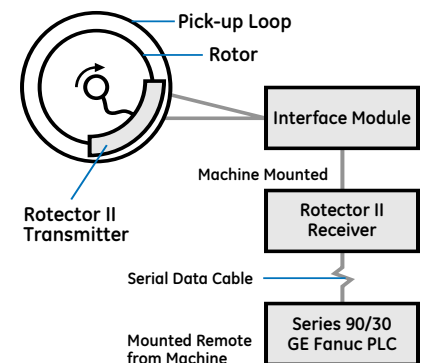 Pick-up Loop
Rotor
Interface Module
Machine Mounted
Rotector II
Transmitter
Rotector II
Receiver
Serial Data Cable
Series 90/30
GE Fanuc PLC
Mounted Remote
from Machine